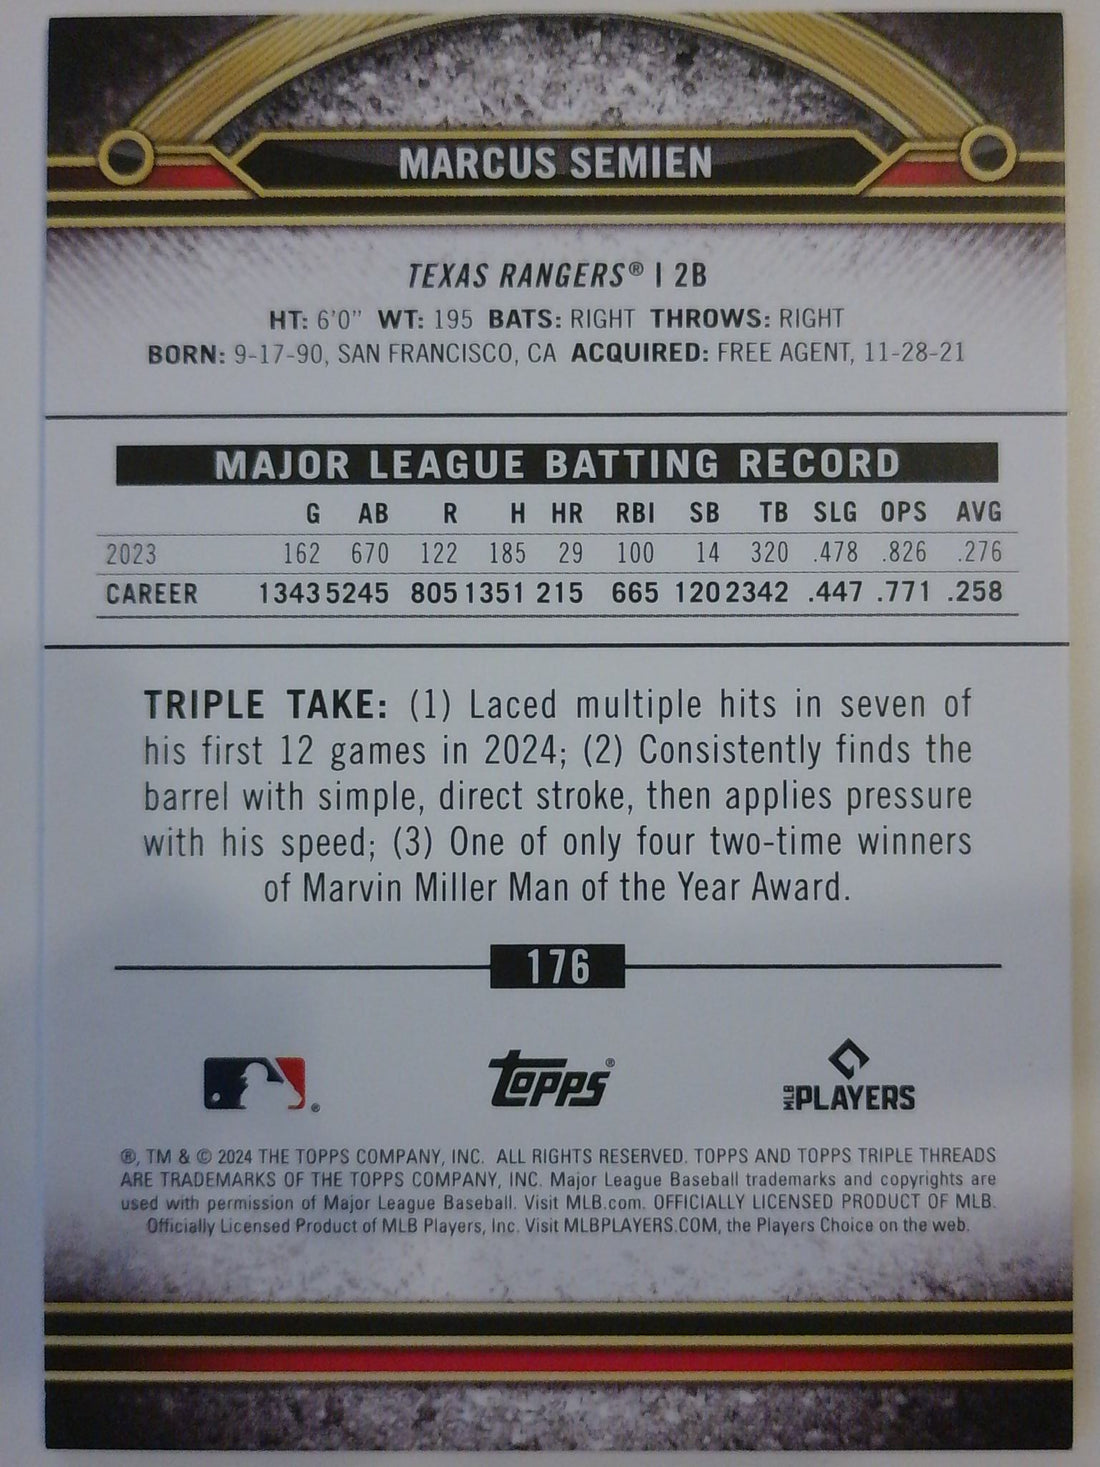 MARCUS SEMIEN
TEXAS RANGERS® | 2B
HT: 6'0" WT: 195 BATS: RIGHT THROWS: RIGHT
BORN: 9-17-90, SAN FRANCISCO, CA ACQUIRED: FREE AGENT, 11-28-21
MAJOR LEAGUE BATTING RECORD
G AB R H HR RBI SB TB SLG OPS AVG
2023 162 670 122 185 29 100 14 320 .478 .826 .276
CAREER 1343 5245 805 1351 215 665 120 2342 .447 .771 .258
TRIPLE TAKE: (1) Laced multiple hits in seven of
his first 12 games in 2024; (2) Consistently finds the
barrel with simple, direct stroke, then applies pressure
with his speed; (3) One of only four two-time winners
of Marvin Miller Man of the Year Award.
176
® topps® MLB PLAYERS
®, TM & © 2024 THE TOPPS COMPANY, INC. ALL RIGHTS RESERVED. TOPPS AND TOPPS TRIPLE THREADS
ARE TRADEMARKS OF THE TOPPS COMPANY, INC. Major League Baseball trademarks and copyrights are
used with permission of Major League Baseball. Visit MLB.com. OFFICIALLY LICENSED PRODUCT OF MLB.
Officially Licensed Product of MLB Players, Inc. Visit MLBPLAYERS.COM, the Players Choice on the web.